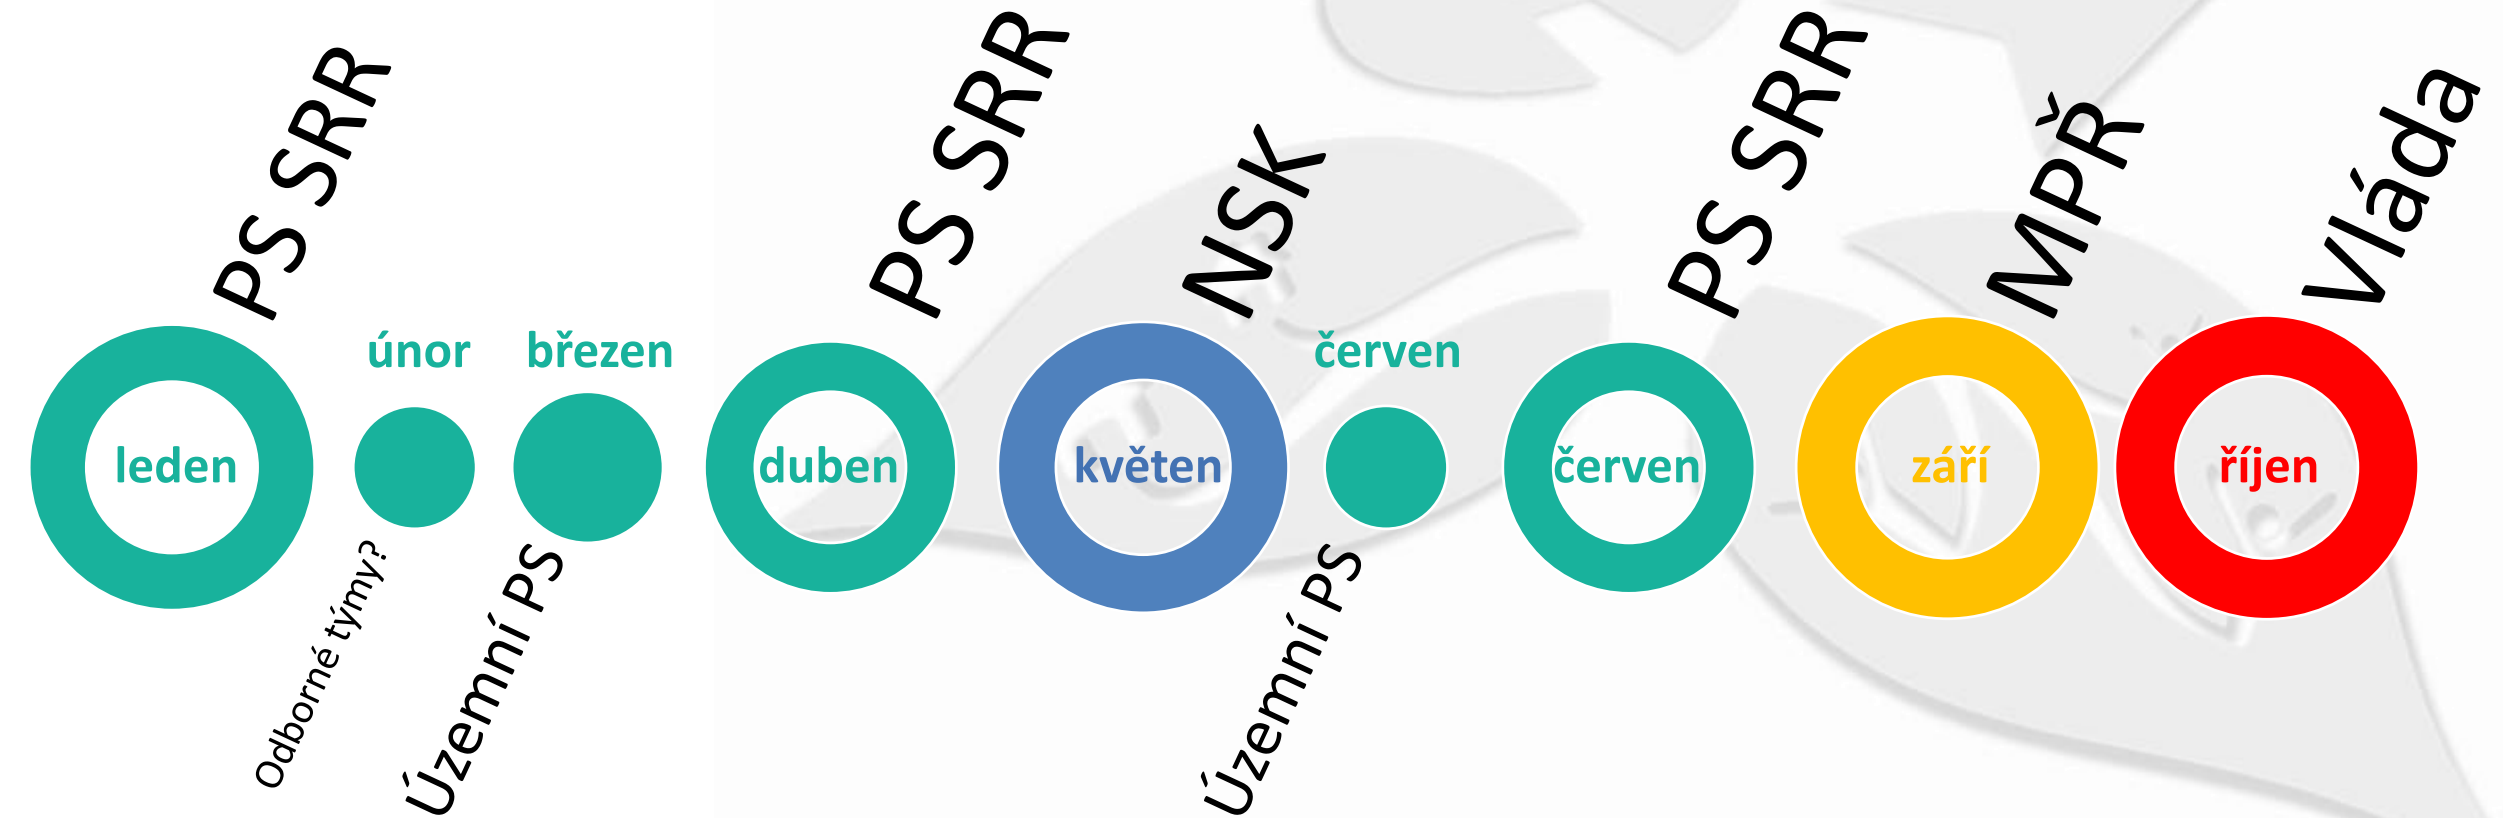 PS SRR
PS SRR
NSK
PS SRR
MPŘ
vláda
únor
březen
červen
leden
duben
květen
červen
září
říjen
Odborné týmy?
Územní PS
Územní PS